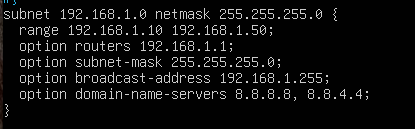 subnet 192.168.1.0 netmask 255.255.255.0 {
  range 192.168.1.10 192.168.1.50;
  option routers 192.168.1.1;
  option subnet-mask 255.255.255.0;
  option broadcast-address 192.168.1.255;
  option domain-name-servers 8.8.8.8, 8.8.4.4;
}